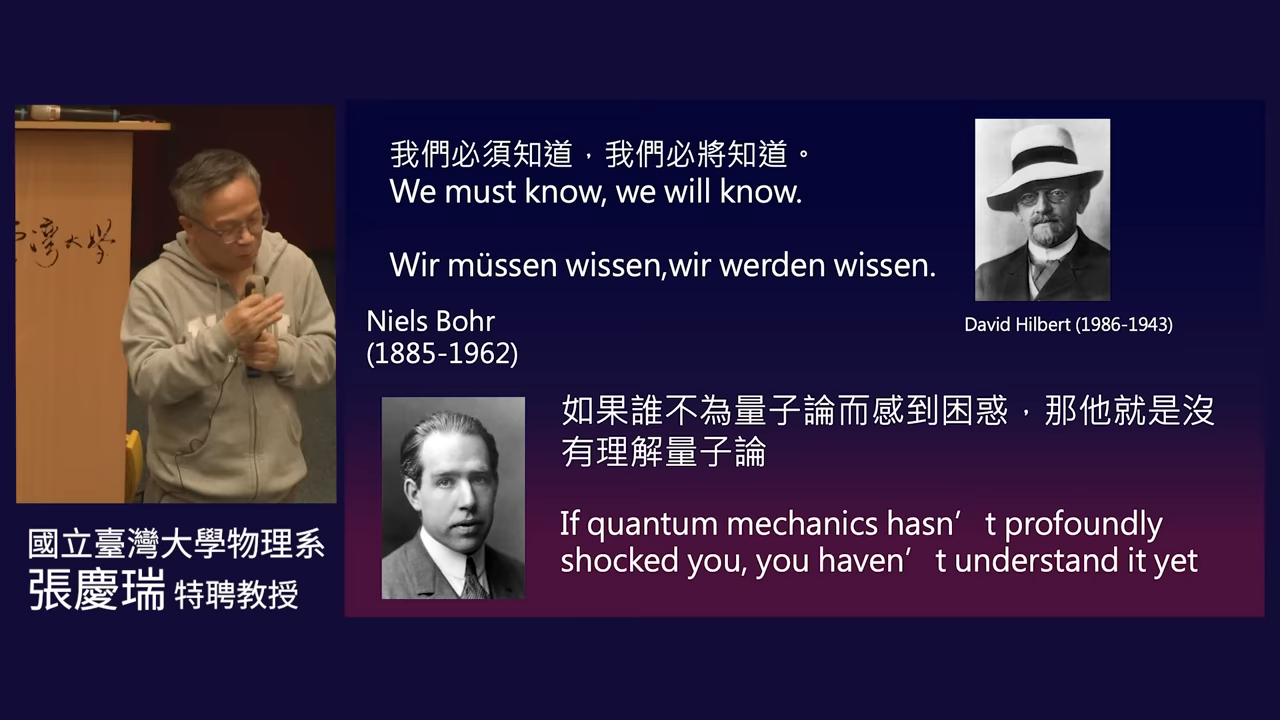 灣大學
我們必須知道，我們必將知道。
We must know, we will know.
Wir müssen wissen,wir werden wissen.
David Hilbert (1986-1943)
Niels Bohr
(1885-1962)
如果誰不為量子論而感到困惑，那他就是沒
有理解量子論
If quantum mechanics hasn’t profoundly
shocked you, you haven’t understand it yet
國立臺灣大學物理系
張慶瑞 特聘教授